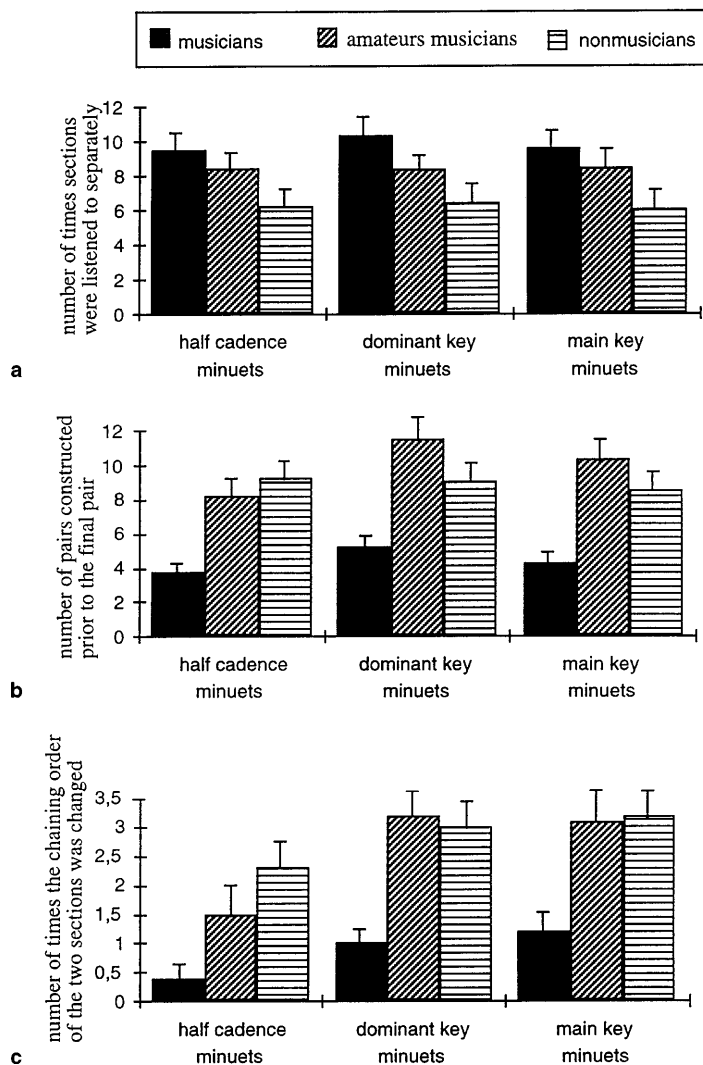 musicians amateurs musicians nonmusicians
number of times sections
were listened to separately
12
10
8
6
4
2
0
half cadence dominant key main key
minuets minuets minuets
a
number of pairs constructed
prior to the final pair
12
10
8
6
4
2
0
half cadence dominant key main key
minuets minuets minuets
b
number of times the chaining order
of the two sections was changed
3,5
3
2,5
2
1,5
1
0,5
0
half cadence dominant key main key
minuets minuets minuets
c